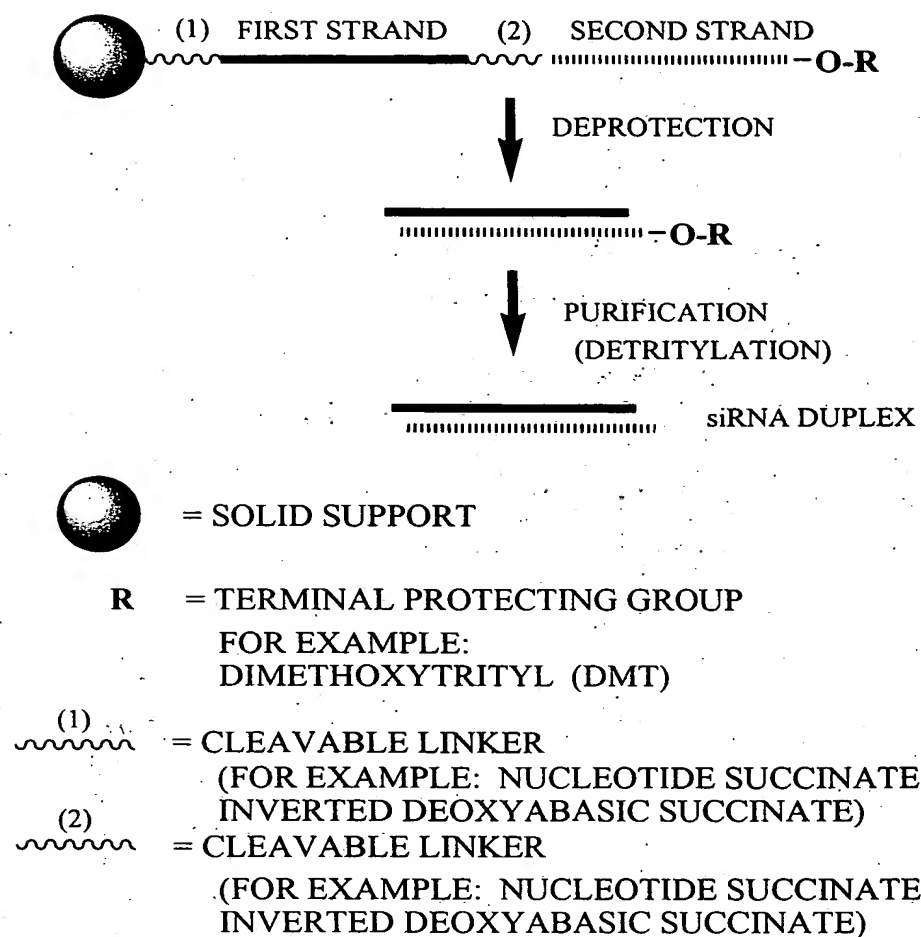 (1) FIRST STRAND (2) SECOND STRAND
-O-R
DEPROTECTION
-O-R
PURIFICATION
(DETRITYLATION)
siRNA DUPLEX
= SOLID SUPPORT
R = TERMINAL PROTECTING GROUP
FOR EXAMPLE:
DIMETHOXYTRITYL (DMT)
(1)
= CLEAVABLE LINKER
(FOR EXAMPLE: NUCLEOTIDE SUCCINATE
INVERTED DEOXYABASIC SUCCINATE)
(2)
= CLEAVABLE LINKER
(FOR EXAMPLE: NUCLEOTIDE SUCCINATE
INVERTED DEOXYABASIC SUCCINATE)